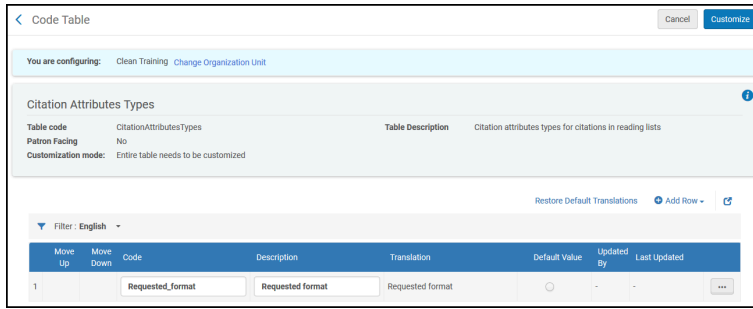 Code Table
Cancel
Customize
You are configuring: Clean Training Change Organization Unit
Citation Attributes Types
Table code CitationAttributesTypes Table Description Citation attributes types for citations in reading lists
Patron Facing No
Customization mode: Entire table needs to be customized
Restore Default Translations Add Row
Filter : English
Move Up Move Down Code Description Translation Default Value Updated By Last Updated
1 Requested_format Requested format Requested format - - ...